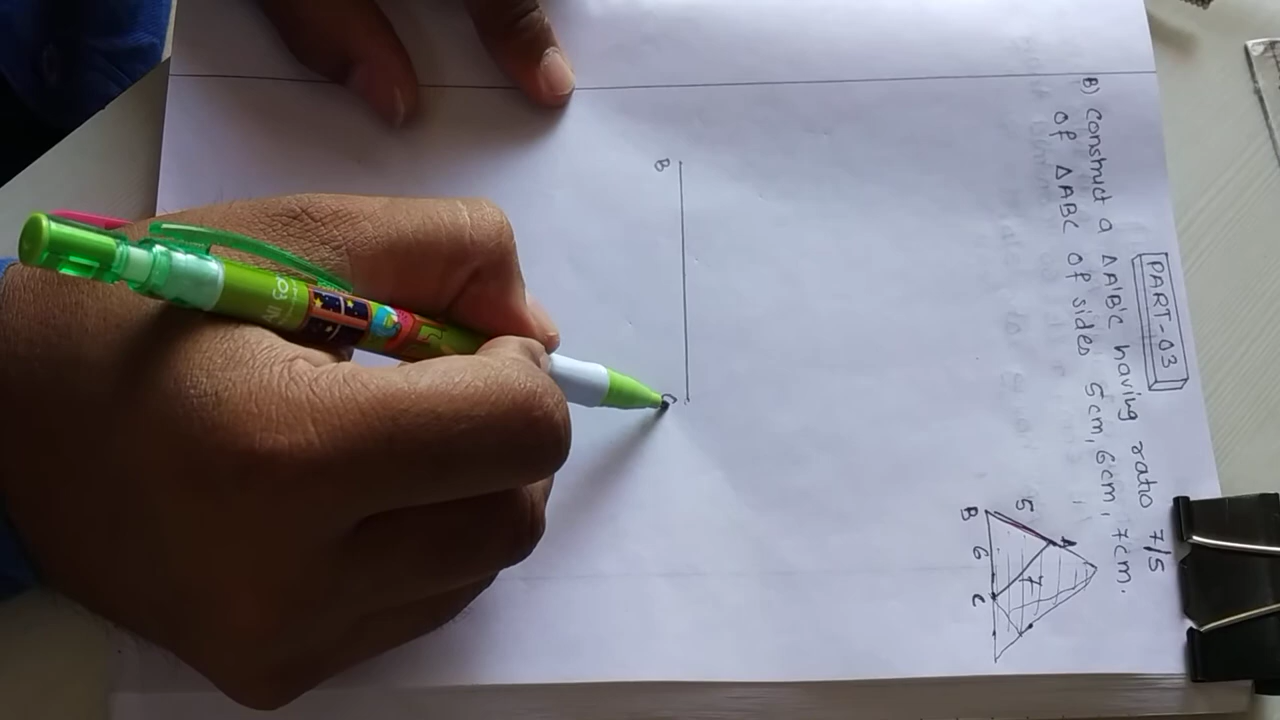 PART-03
B) Construct a ΔA'BC' having ratio 7/5
of ΔABC of sides 5cm, 6cm, 7cm.
A
5
7
B 6 C
B
C